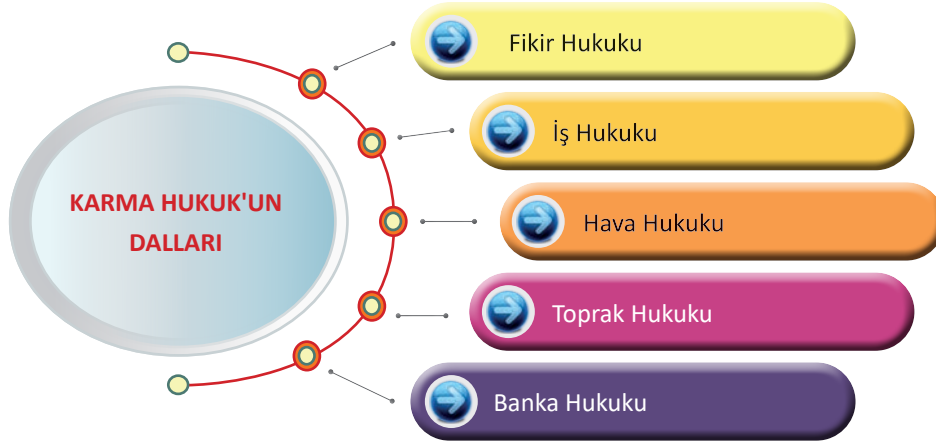 KARMA HUKUK'UN
DALLARI
Fikir Hukuku
İş Hukuku
Hava Hukuku
Toprak Hukuku
Banka Hukuku